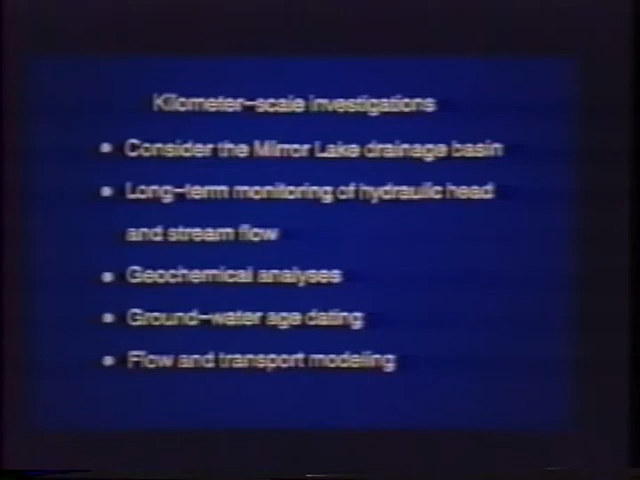 Kilometer-scale investigations
• Consider the Mirror Lake drainage basin
• Long-term monitoring of hydraulic head
and stream flow
• Geochemical analyses
• Ground-water age dating
• Flow and transport modeling